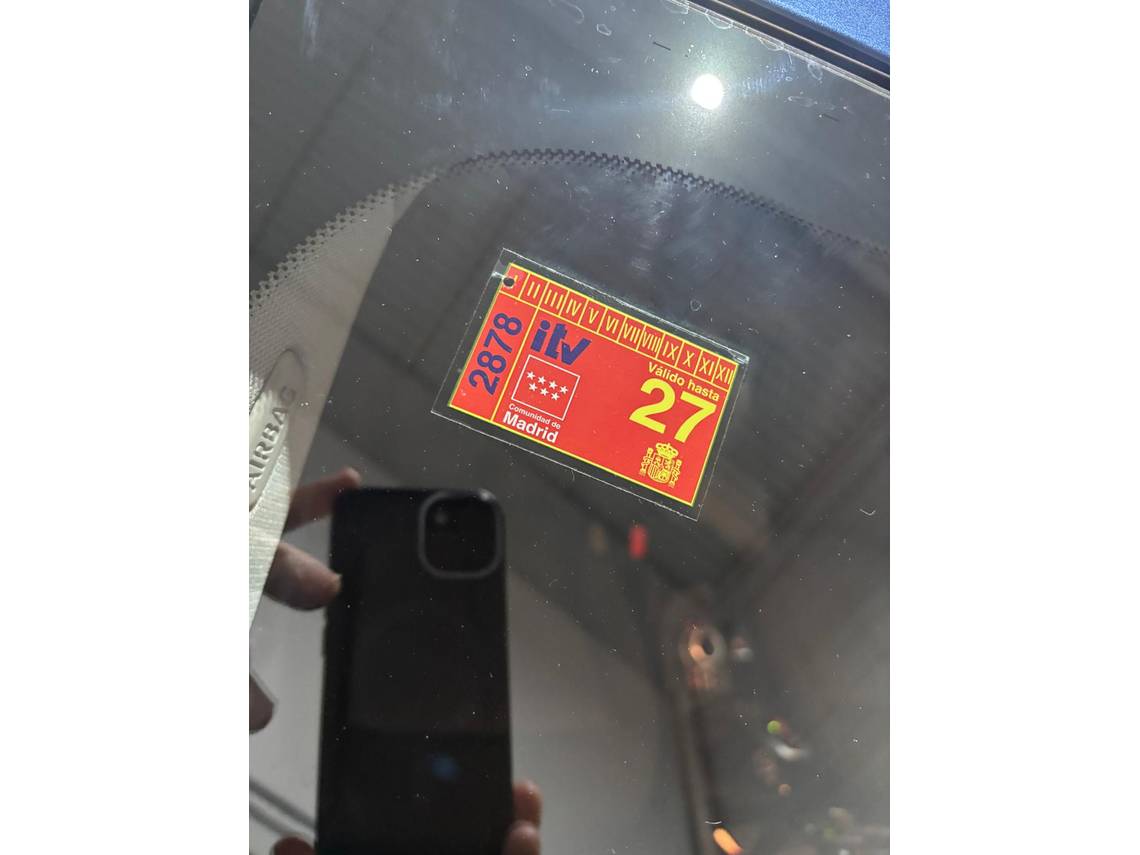 I II III IV V VI VII VIII IX X XI XII
2878
itv
Comunidad de
Madrid
Válido hasta
27
AIRBAG